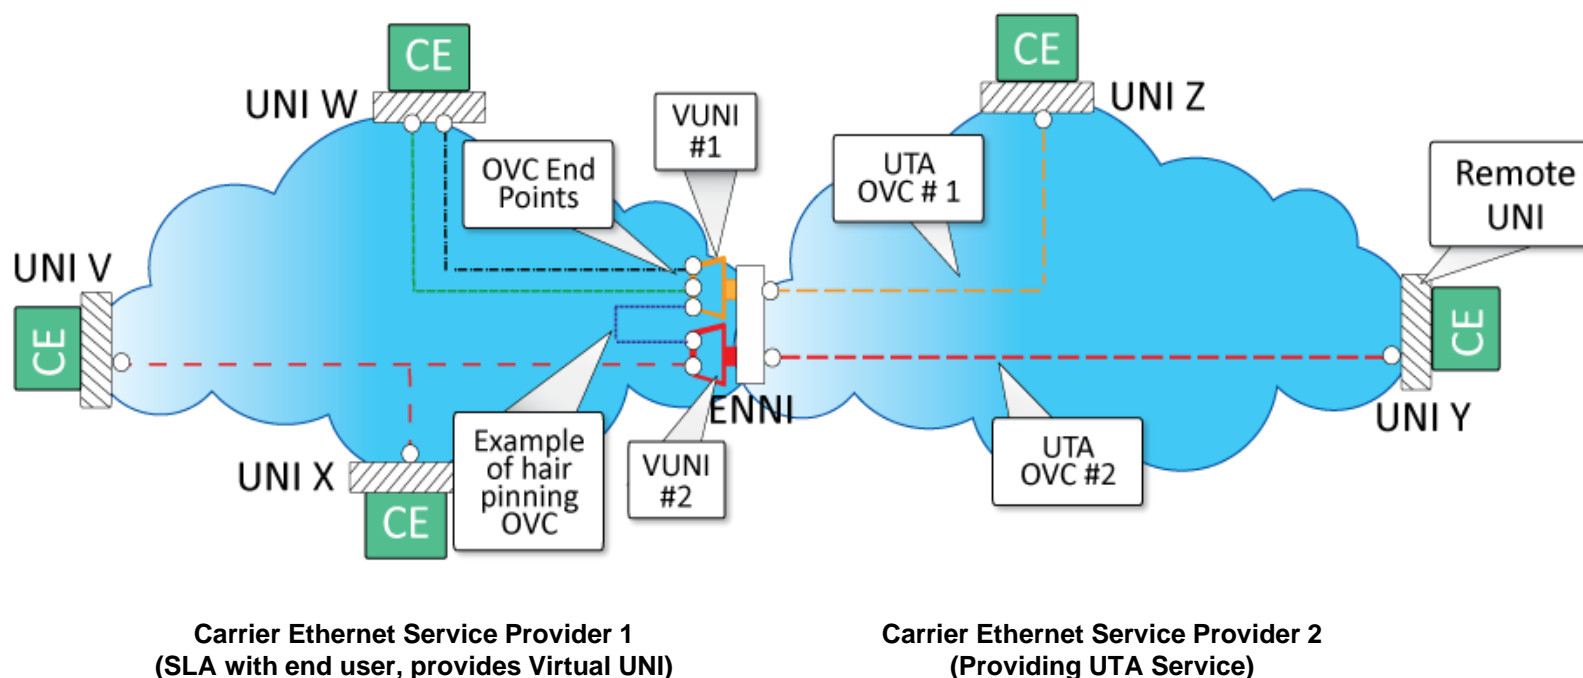 CE
UNI W
VUNI
#1
OVC End
Points
CE
UNI Z
UTA
OVC # 1
Remote
UNI
UNI V
CE
CE
ENNI
UNI Y
UNI X
CE
Example
of hair
pinning
OVC
VUNI
#2
UTA
OVC #2
Carrier Ethernet Service Provider 1
(SLA with end user, provides Virtual UNI)
Carrier Ethernet Service Provider 2
(Providing UTA Service)